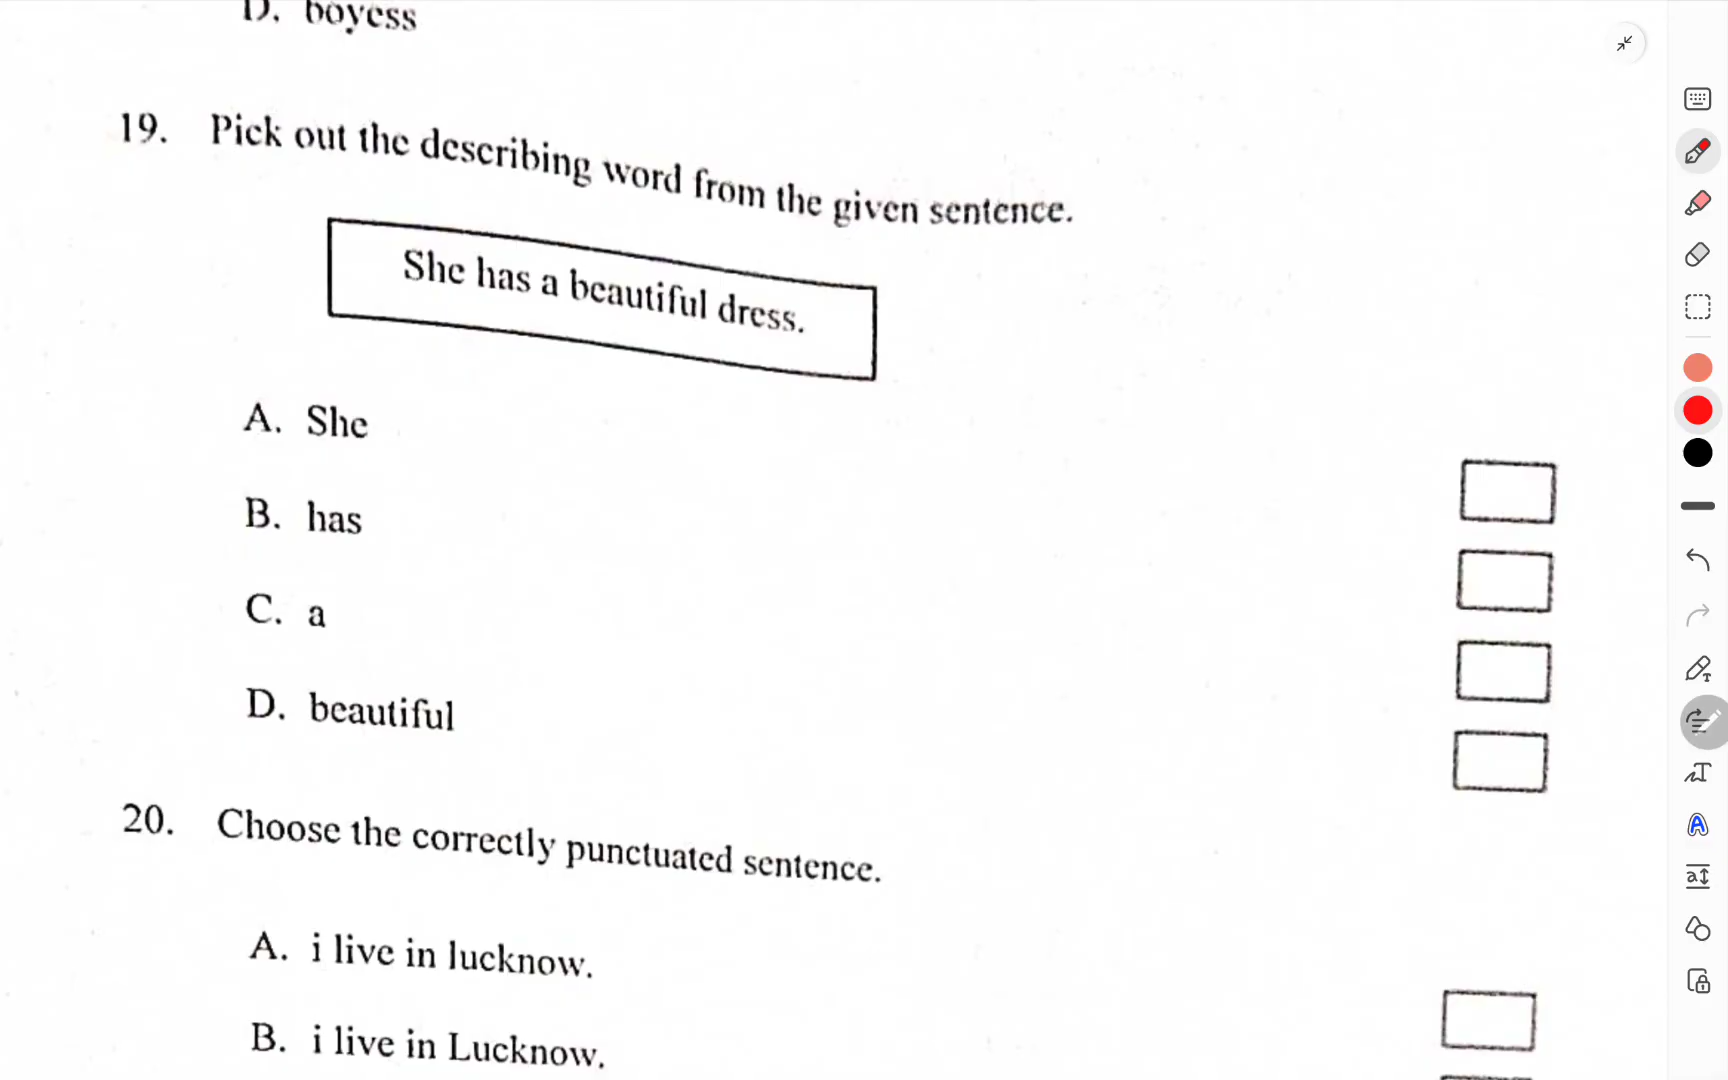 D. boyess
19. Pick out the describing word from the given sentence.
She has a beautiful dress.
A. She
B. has
C. a
D. beautiful
20. Choose the correctly punctuated sentence.
A. i live in lucknow.
B. i live in Lucknow.